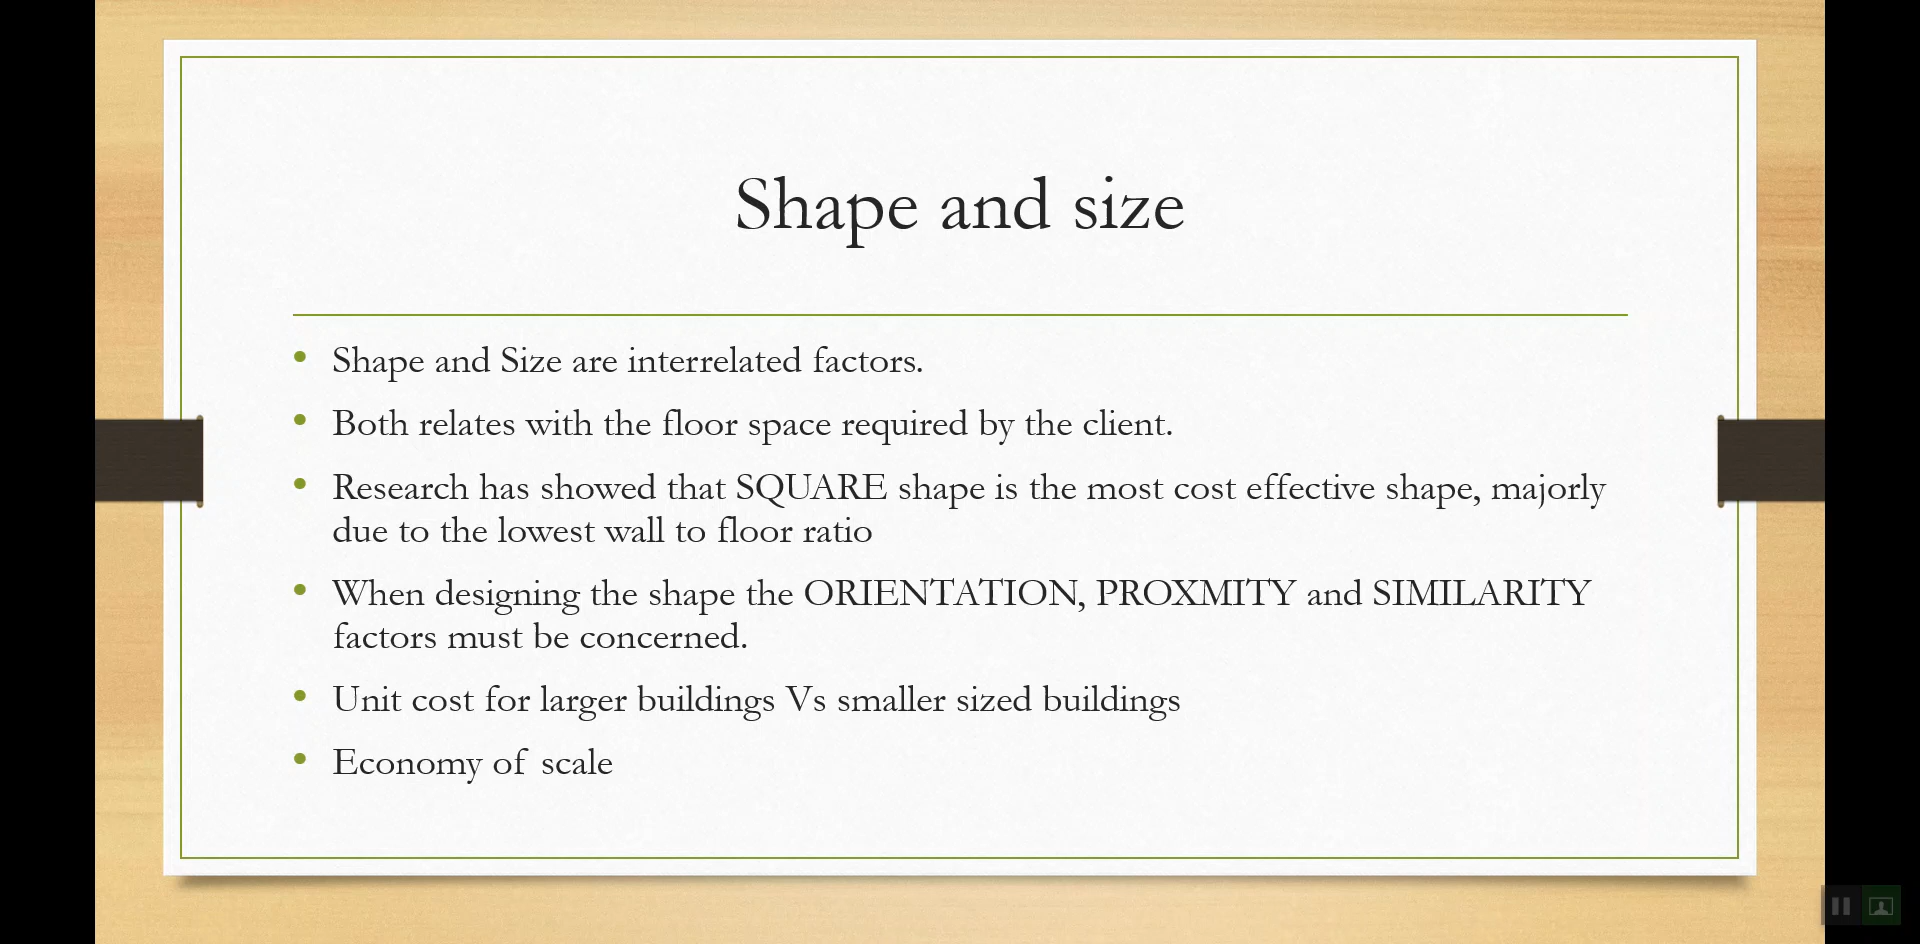 Shape and size
• Shape and Size are interrelated factors.
• Both relates with the floor space required by the client.
• Research has showed that SQUARE shape is the most cost effective shape, majorly
due to the lowest wall to floor ratio
• When designing the shape the ORIENTATION, PROXMITY and SIMILARITY
factors must be concerned.
• Unit cost for larger buildings Vs smaller sized buildings
• Economy of scale